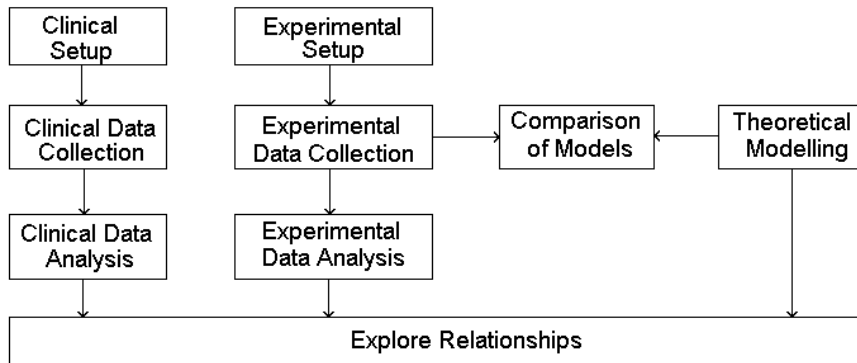 Clinical
Setup
Experimental
Setup
Clinical Data
Collection
Experimental
Data Collection
Comparison
of Models
Theoretical
Modelling
Clinical Data
Analysis
Experimental
Data Analysis
Explore Relationships